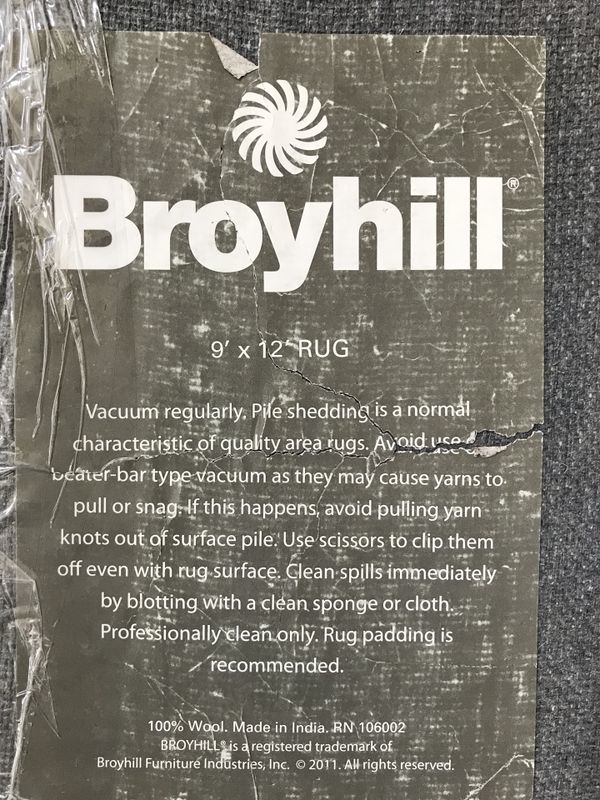 Broyhill®
9' x 12' RUG
Vacuum regularly. Pile shedding is a normal
characteristic of quality area rugs. Avoid use
beater-bar type vacuum as they may cause yarns to
pull or snag. If this happens, avoid pulling yarn
knots out of surface pile. Use scissors to clip them
off even with rug surface. Clean spills immediately
by blotting with a clean sponge or cloth.
Professionally clean only. Rug padding is
recommended.
100% Wool. Made in India. RN 106002
BROYHILL® is a registered trademark of
Broyhill Furniture Industries, Inc. © 2011. All rights reserved.